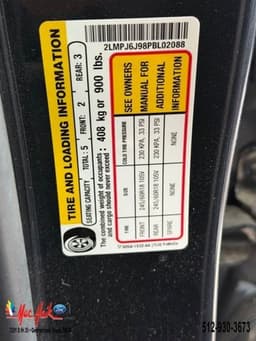 2LMPJ6J98PBL02088
TIRE AND LOADING INFORMATION
SEATING CAPACITY TOTAL: 5 FRONT: 2 REAR: 3
The combined weight of occupants and cargo should never exceed: 408 kg or 900 lbs.
TIRE SIZE COLD TIRE PRESSURE
FRONT 245/60R18 105V 230 KPA, 33 PSI
REAR 245/60R18 105V 230 KPA, 33 PSI
SPARE NONE NONE
SEE OWNERS
MANUAL FOR
ADDITIONAL
INFORMATION
Mac Haik
512-930-3673